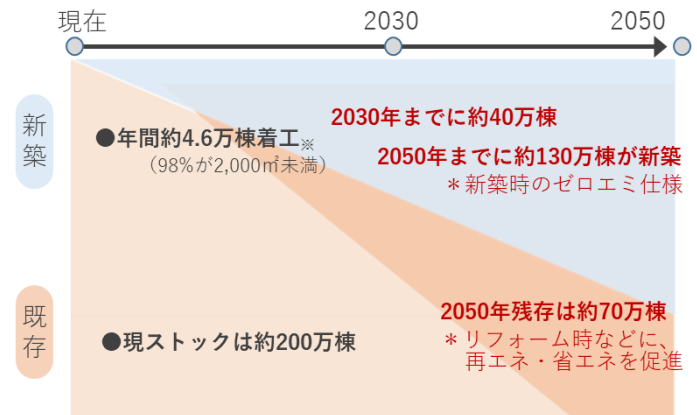 現在
2030
2050
新築
●年間約4.6万棟着工※
（98%が2,000㎡未満）
2030年までに約40万棟
2050年までに約130万棟が新築
＊新築時のゼロエミ仕様
既存
●現ストックは約200万棟
2050年残存は約70万棟
＊リフォーム時などに、
再エネ・省エネを促進